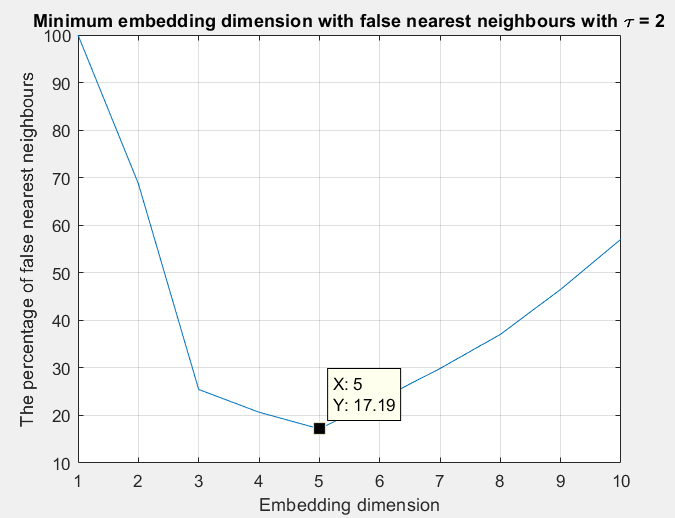 Minimum embedding dimension with false nearest neighbours with τ = 2
The percentage of false nearest neighbours
100
90
80
70
60
50
40
30
20
10
X: 5
Y: 17.19
1 2 3 4 5 6 7 8 9 10
Embedding dimension